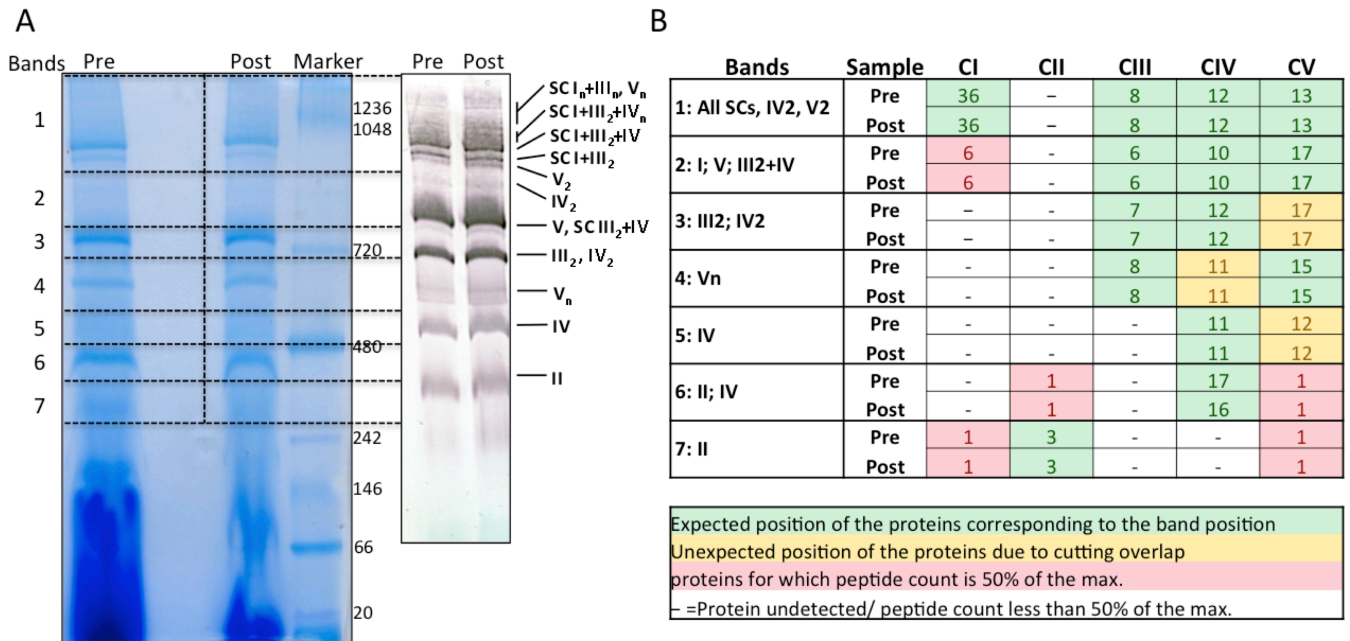 A
Bands Pre Post Marker Pre Post
1
2
3
4
5
6
7
1236
1048
720
480
242
146
66
20
SC Iₙ+IIIₙ, Vₙ
SC I+III₂+IVₙ
SC I+III₂+IV
SC I+III₂
V₂
IV₂
V, SC III₂+IV
III₂, IV₂
Vₙ
IV
II
B
Bands Sample CI CII CIII CIV CV
1: All SCs, IV2, V2 Pre 36 – 8 12 13
Post 36 – 8 12 13
2: I; V; III2+IV Pre 6 - 6 10 17
Post 6 - 6 10 17
3: III2; IV2 Pre – - 7 12 17
Post – - 7 12 17
4: Vn Pre - - 8 11 15
Post - - 8 11 15
5: IV Pre - - - 11 12
Post - - - 11 12
6: II; IV Pre - 1 - 17 1
Post - 1 - 16 1
7: II Pre 1 3 - - 1
Post 1 3 - - 1
Expected position of the proteins corresponding to the band position
Unexpected position of the proteins due to cutting overlap
proteins for which peptide count is 50% of the max.
– =Protein undetected/ peptide count less than 50% of the max.